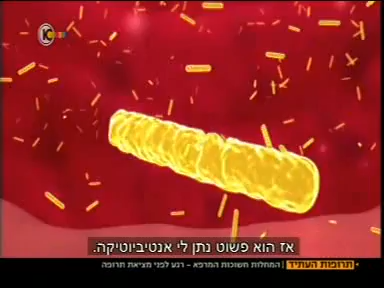 אז הוא פשוט נתן לי אנטיביוטיקה.
תרופות העתיד | המחלות חשוכות המרפא - רגע לפני מציאת תרופה